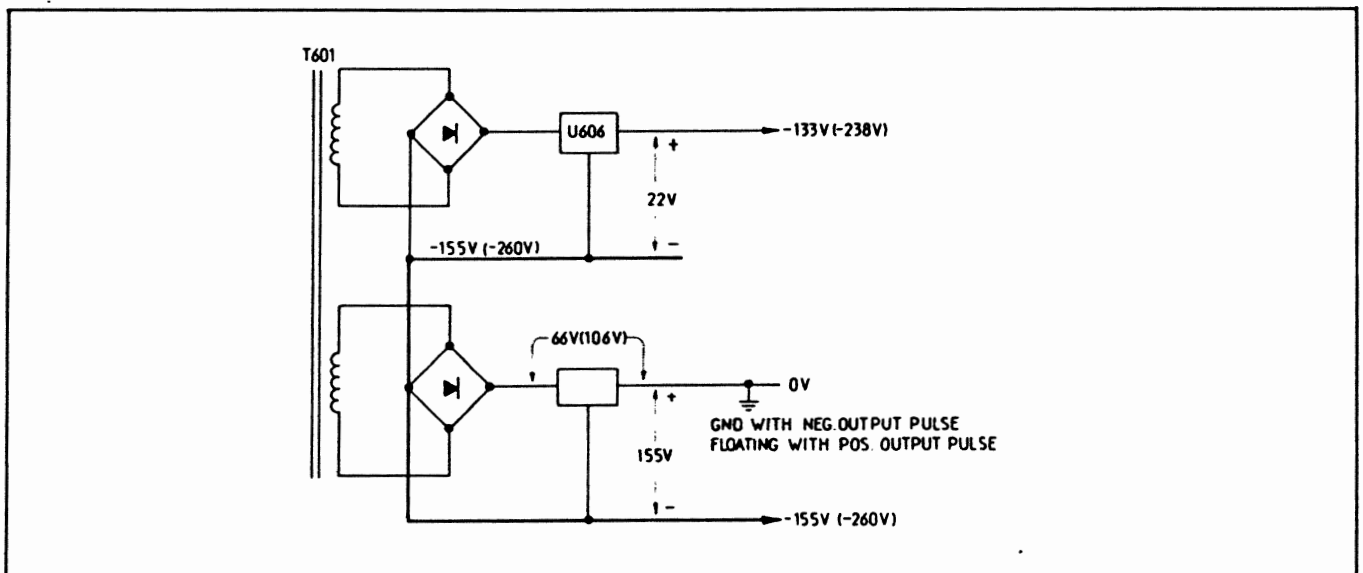 T601
U606
-133V (-238V)
+
22V
-155V (-260V)
-
66V(106V)
0V
+
GND WITH NEG.OUTPUT PULSE
FLOATING WITH POS. OUTPUT PULSE
155V
-
-155V (-260V)